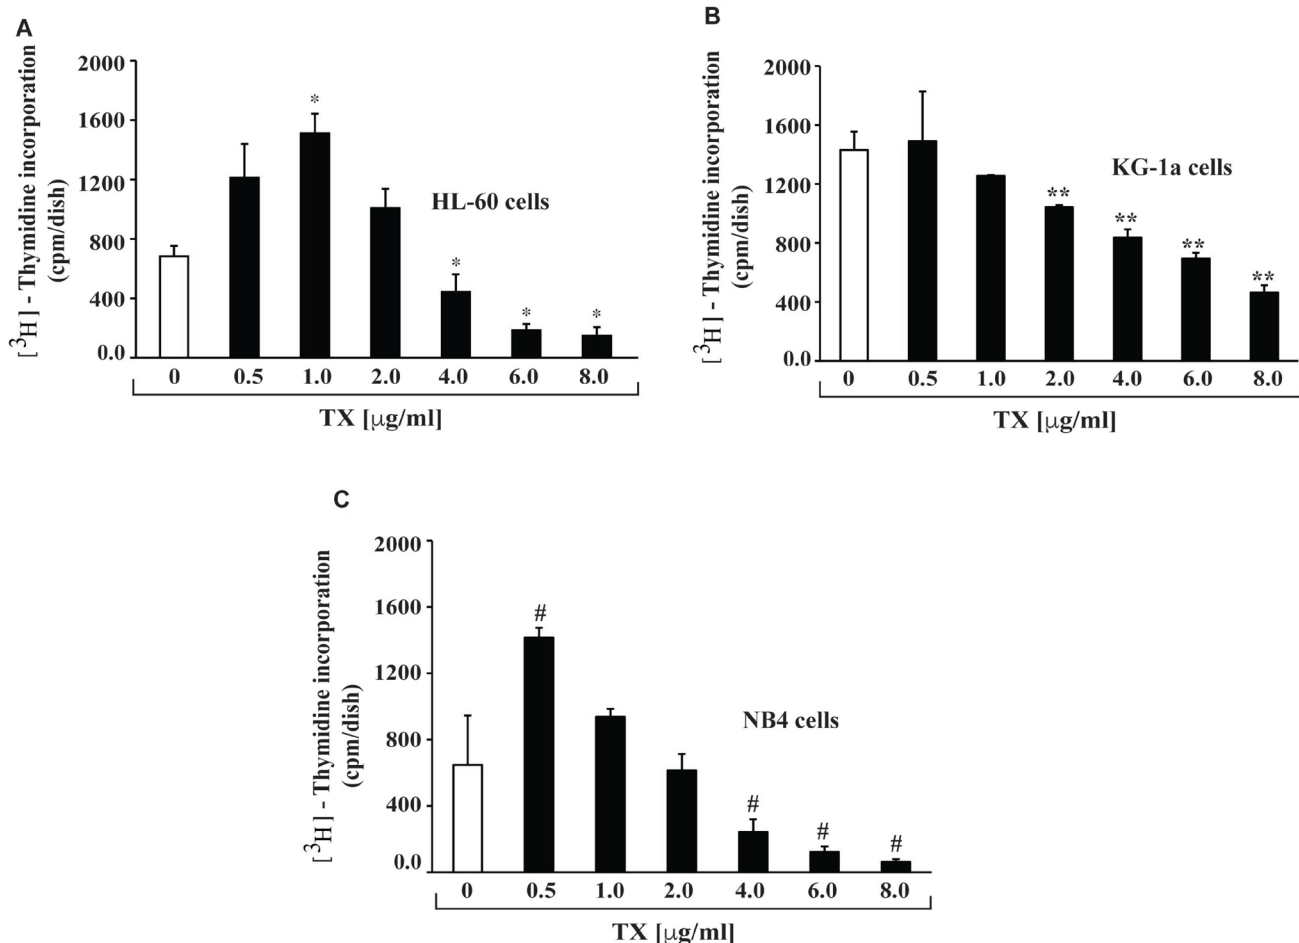 A
[ 3H ] - Thymidine incorporation
(cpm/dish)
2000
1600
1200
800
400
0.0
*
*
*
*
HL-60 cells
0 0.5 1.0 2.0 4.0 6.0 8.0
TX [μg/ml]
B
[ 3H ] - Thymidine incorporation
(cpm/dish)
2000
1600
1200
800
400
0.0
KG-1a cells
**
**
**
**
0 0.5 1.0 2.0 4.0 6.0 8.0
TX [μg/ml]
C
[ 3H ] - Thymidine incorporation
(cpm/dish)
2000
1600
1200
800
400
0.0
#
NB4 cells
#
#
#
0 0.5 1.0 2.0 4.0 6.0 8.0
TX [μg/ml]